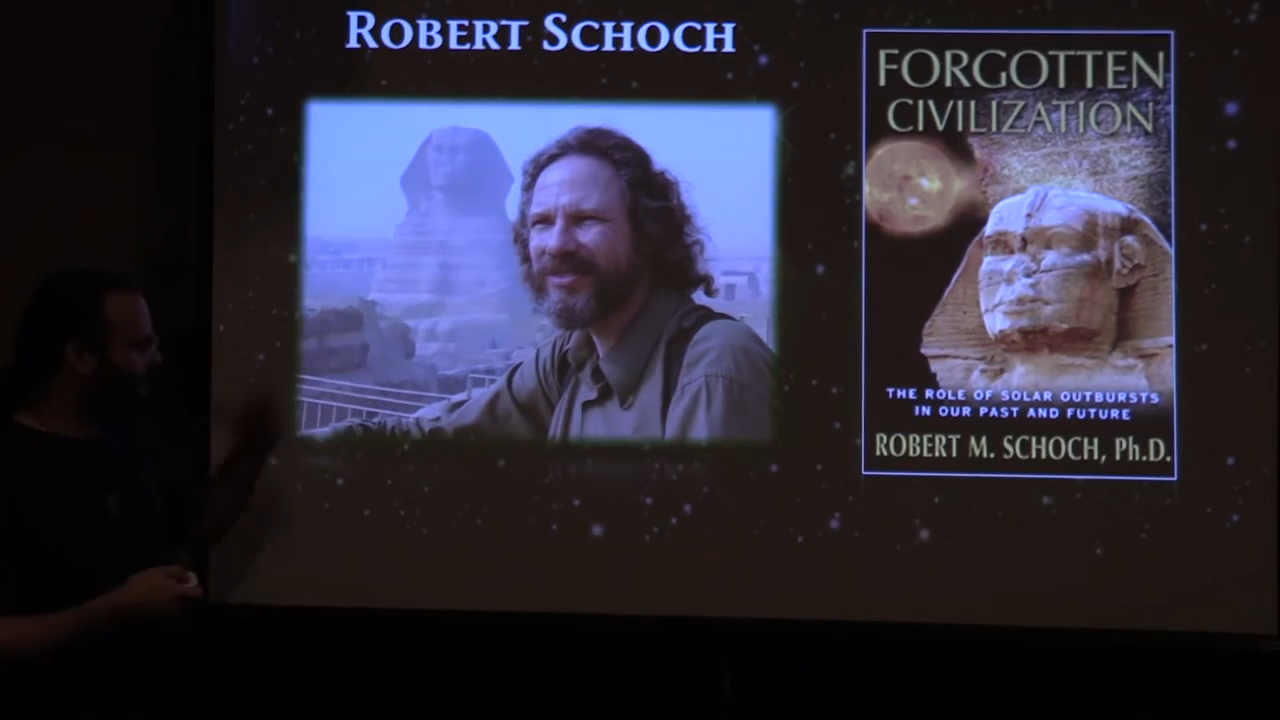 ROBERT SCHOCH
FORGOTTEN
CIVILIZATION
THE ROLE OF SOLAR OUTBURSTS
IN OUR PAST AND FUTURE
ROBERT M. SCHOCH, Ph.D.